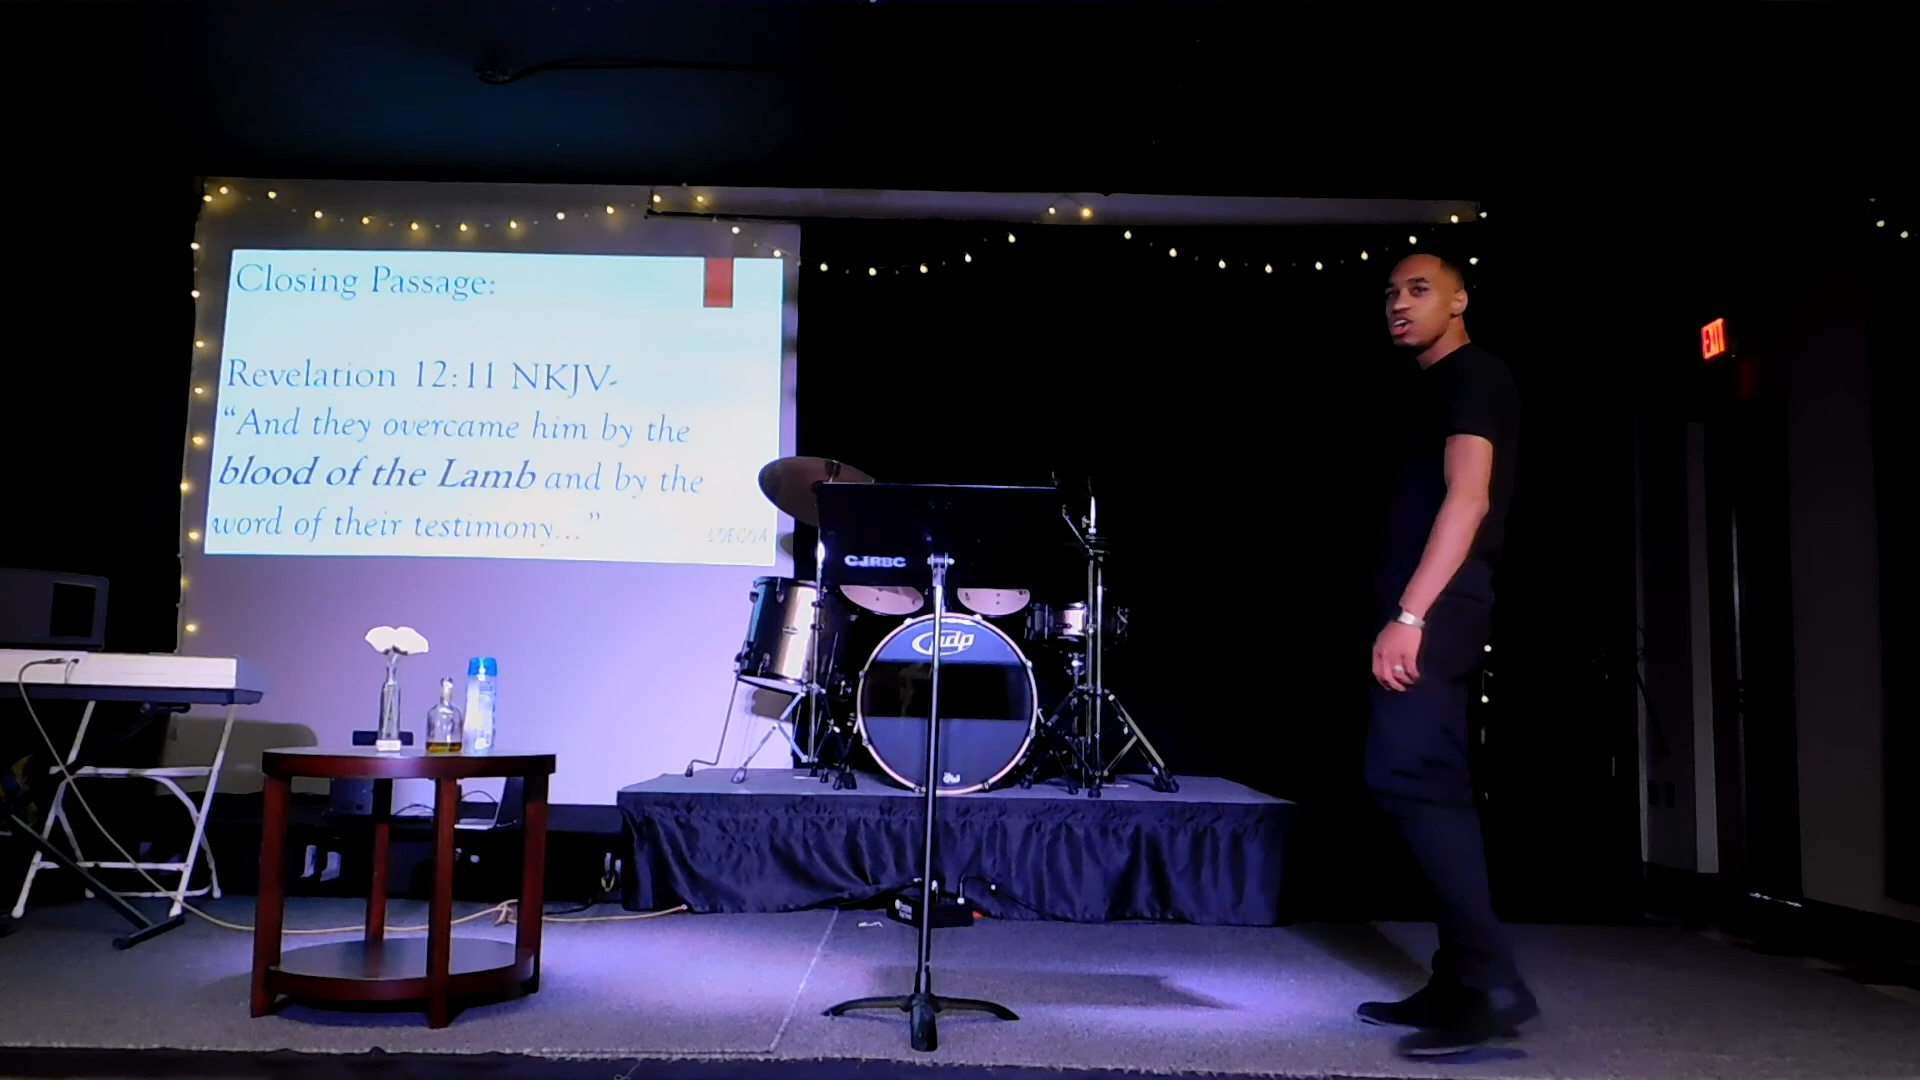 Closing Passage:
Revelation 12:11 NKJV-
“And they overcame him by the
blood of the Lamb and by the
word of their testimony...”
EXIT
CJRBC
pdp